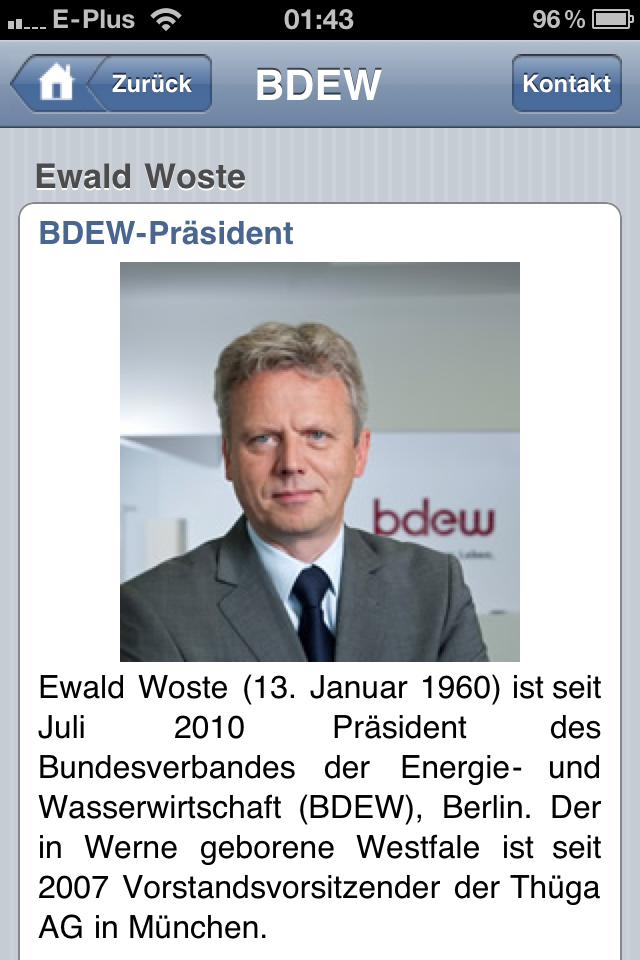 E-Plus 01:43 96 %
Zurück BDEW Kontakt
Ewald Woste
BDEW-Präsident
bdew
Leben.
Ewald Woste (13. Januar 1960) ist seit
Juli 2010 Präsident des
Bundesverbandes der Energie- und
Wasserwirtschaft (BDEW), Berlin. Der
in Werne geborene Westfale ist seit
2007 Vorstandsvorsitzender der Thüga
AG in München.